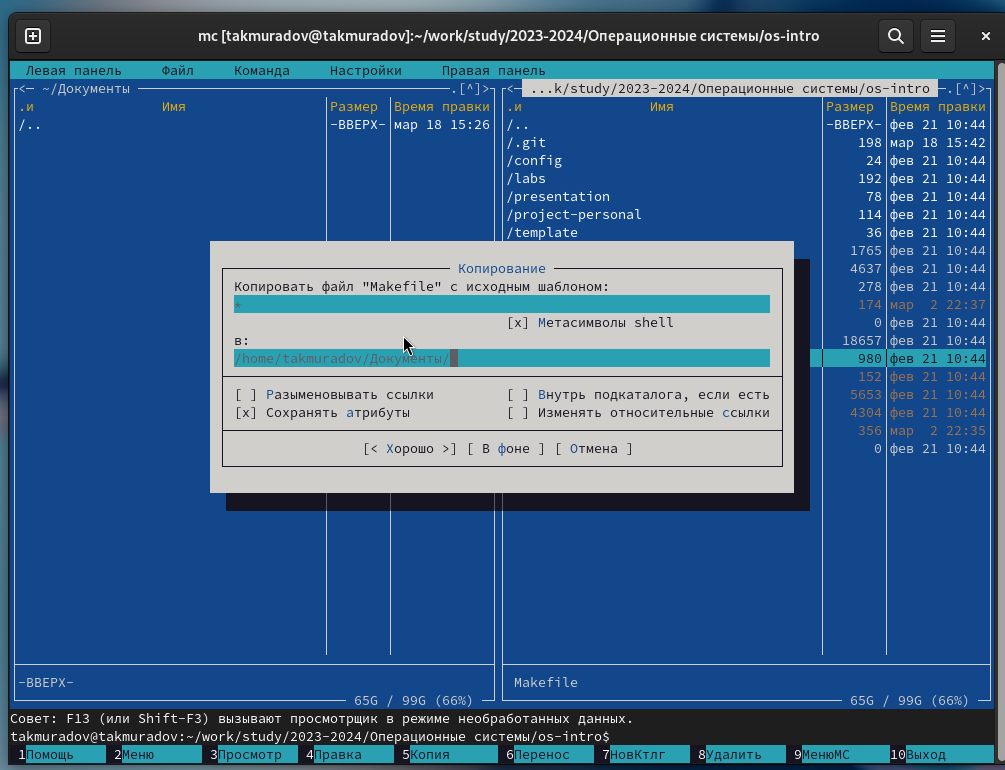 mc [takmuradov@takmuradov]:~/work/study/2023-2024/Операционные системы/os-intro
Левая панель Файл Команда Настройки Правая панель
<— ~/Документы .[^]> <— ...k/study/2023-2024/Операционные системы/os-intro .[^]>
.и Имя Размер Время правки .и Имя Размер Время правки
/.. -ВВЕРХ- мар 18 15:26 /.. -ВВЕРХ- фев 21 10:44
/.git 198 мар 18 15:42
/config 24 фев 21 10:44
/labs 192 фев 21 10:44
/presentation 78 фев 21 10:44
/project-personal 114 фев 21 10:44
/template 36 фев 21 10:44
1765 фев 21 10:44
Копирование 4637 фев 21 10:44
Копировать файл "Makefile" с исходным шаблоном: 278 фев 21 10:44
* 174 мар 2 22:37
[x] Метасимволы shell 0 фев 21 10:44
в: 18657 фев 21 10:44
/home/takmuradov/Документы/ 980 фев 21 10:44
152 фев 21 10:44
[ ] Разыменовывать ссылки [ ] Внутрь подкаталога, если есть 5653 фев 21 10:44
[x] Сохранять атрибуты [ ] Изменять относительные ссылки 4304 фев 21 10:44
356 мар 2 22:35
[< Хорошо >] [ В фоне ] [ Отмена ] 0 фев 21 10:44
-ВВЕРХ- Makefile
65G / 99G (66%) 65G / 99G (66%)
Совет: F13 (или Shift-F3) вызывают просмотрщик в режиме необработанных данных.
takmuradov@takmuradov:~/work/study/2023-2024/Операционные системы/os-intro$
1Помощь 2Меню 3Просмотр 4Правка 5Копия 6Перенос 7НовКтлг 8Удалить 9МенюМС 10Выход